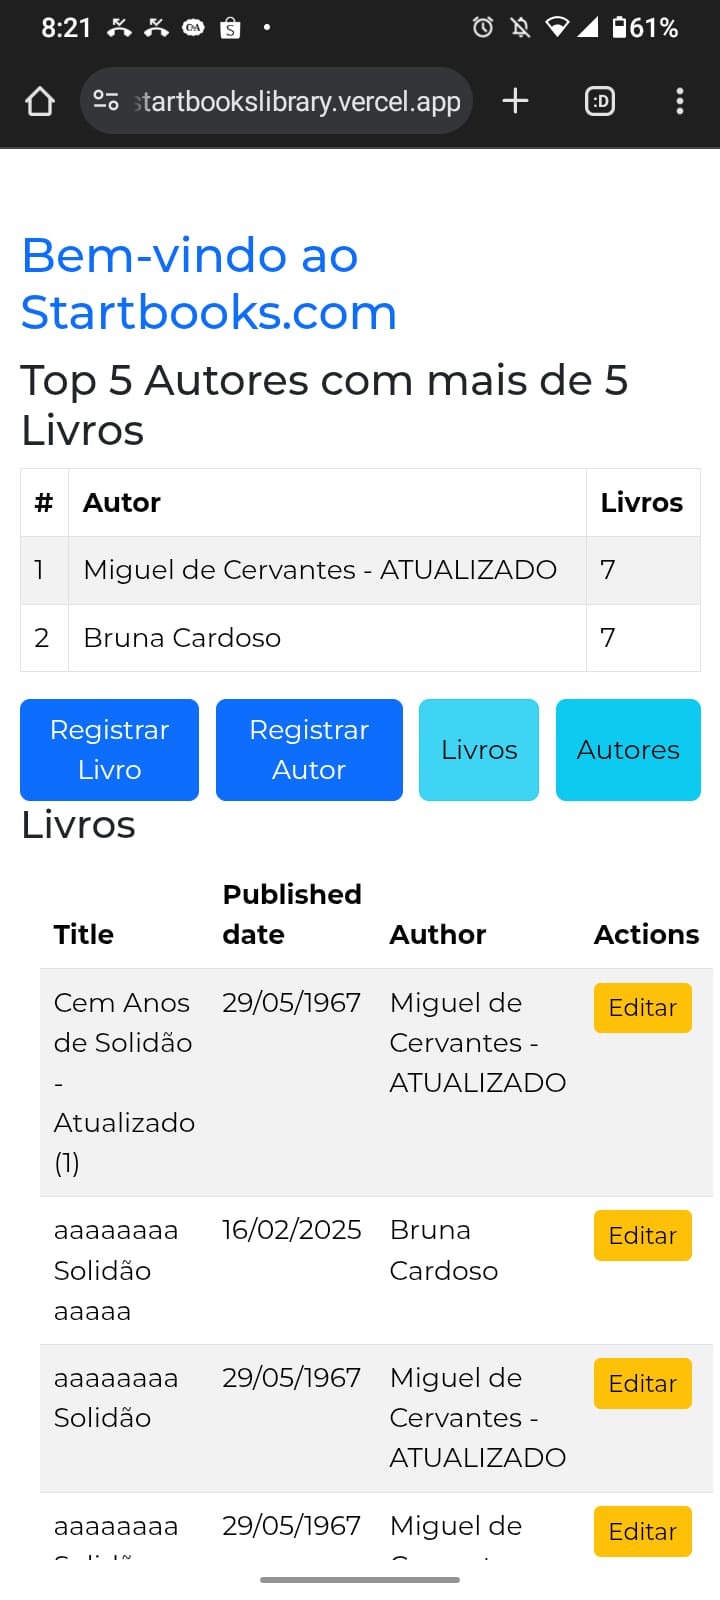 8:21 61%
startbookslibrary.vercel.app :D
Bem-vindo ao
Startbooks.com
Top 5 Autores com mais de 5
Livros
# Autor Livros
1 Miguel de Cervantes - ATUALIZADO 7
2 Bruna Cardoso 7
Registrar Livro Registrar Autor Livros Autores
Livros
Title Published date Author Actions
Cem Anos 29/05/1967 Miguel de Editar
de Solidão Cervantes -
- ATUALIZADO
Atualizado
(1)
aaaaaaaa 16/02/2025 Bruna Editar
Solidão Cardoso
aaaaa
aaaaaaaa 29/05/1967 Miguel de Editar
Solidão Cervantes -
ATUALIZADO
aaaaaaaa 29/05/1967 Miguel de Editar